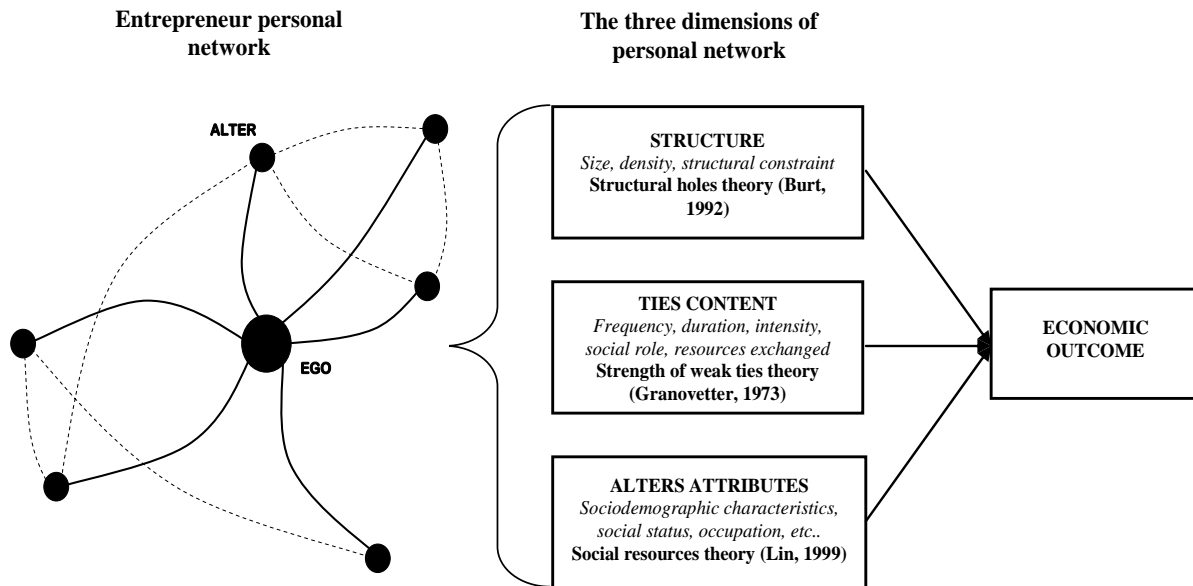 Entrepreneur personal
network
The three dimensions of
personal network
ALTER
EGO
STRUCTURE
Size, density, structural constraint
Structural holes theory (Burt,
1992)
TIES CONTENT
Frequency, duration, intensity,
social role, resources exchanged
Strength of weak ties theory
(Granovetter, 1973)
ALTERS ATTRIBUTES
Sociodemographic characteristics,
social status, occupation, etc..
Social resources theory (Lin, 1999)
ECONOMIC
OUTCOME